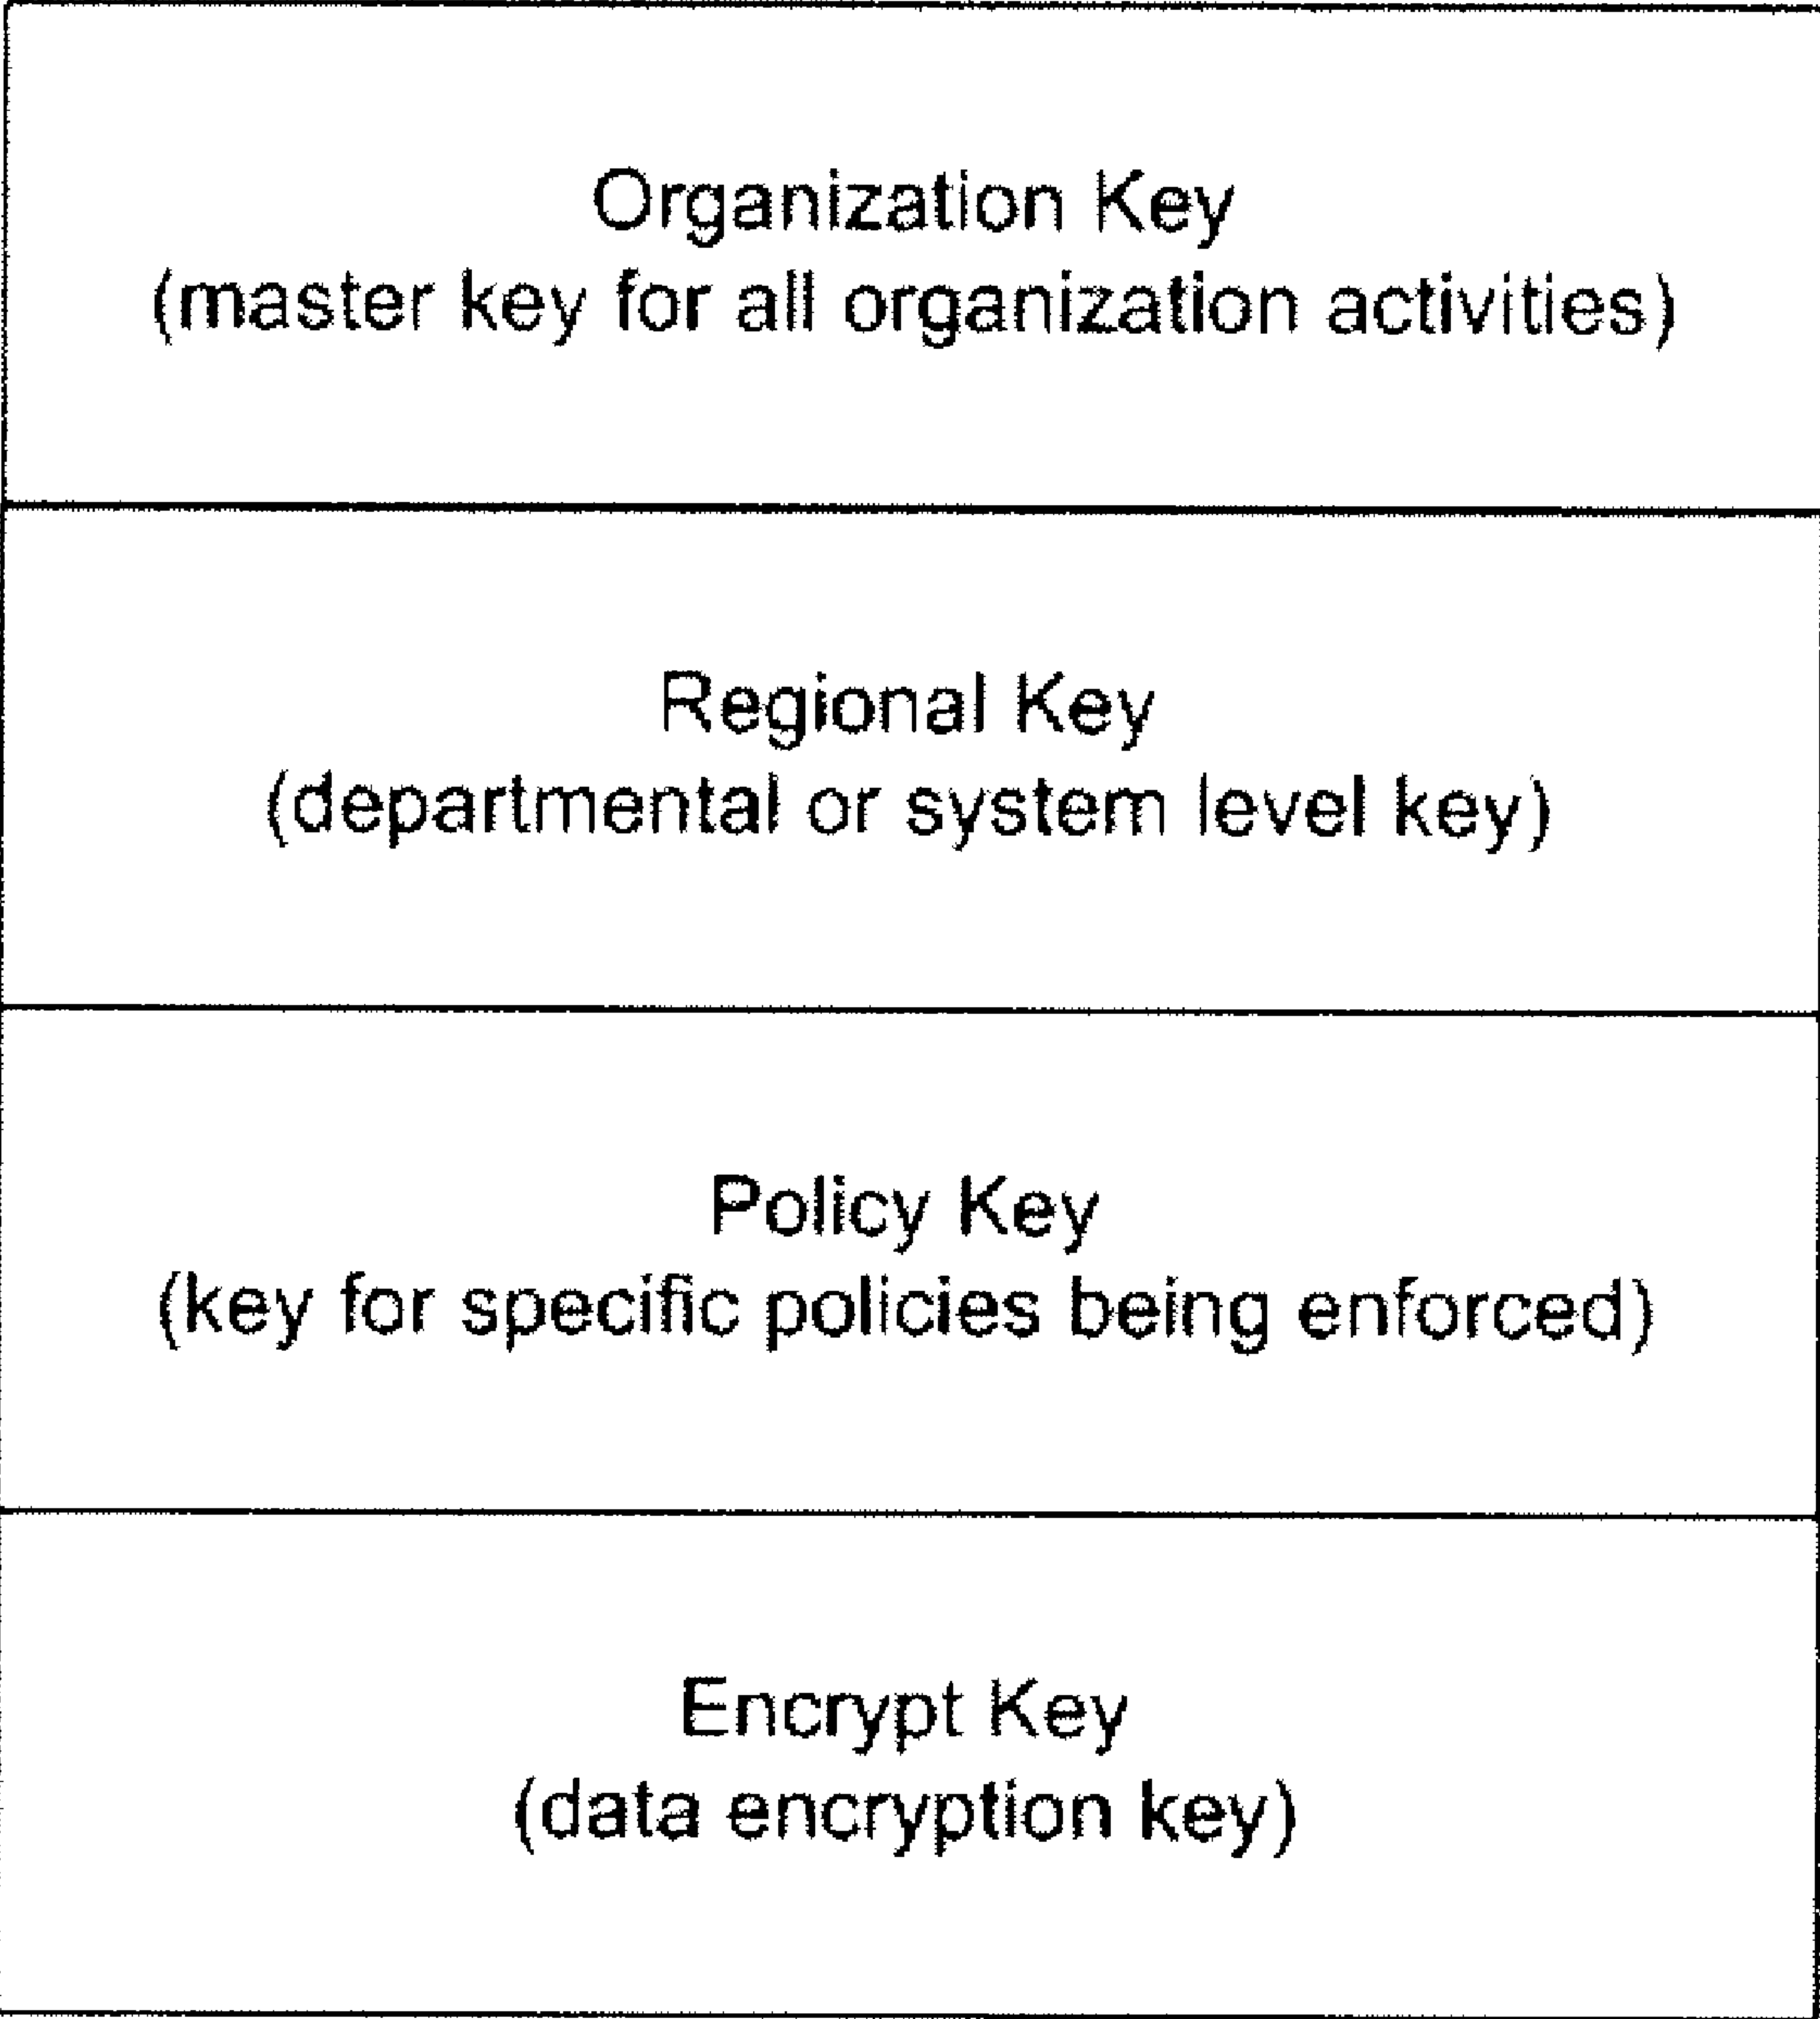 Organization Key
(master key for all organization activities)
Regional Key
(departmental or system level key)
Policy Key
(key for specific policies being enforced)
Encrypt Key
(data encryption key)